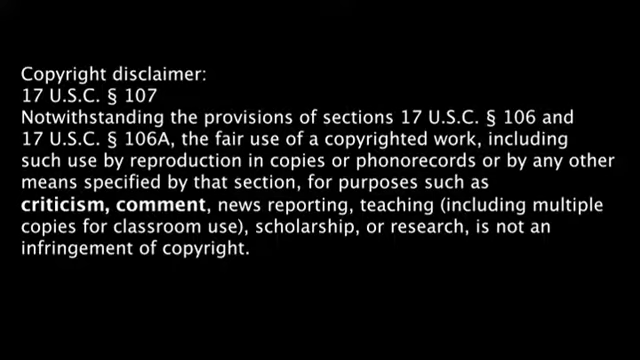 Copyright disclaimer:
17 U.S.C. § 107
Notwithstanding the provisions of sections 17 U.S.C. § 106 and
17 U.S.C. § 106A, the fair use of a copyrighted work, including
such use by reproduction in copies or phonorecords or by any other
means specified by that section, for purposes such as
criticism, comment, news reporting, teaching (including multiple
copies for classroom use), scholarship, or research, is not an
infringement of copyright.